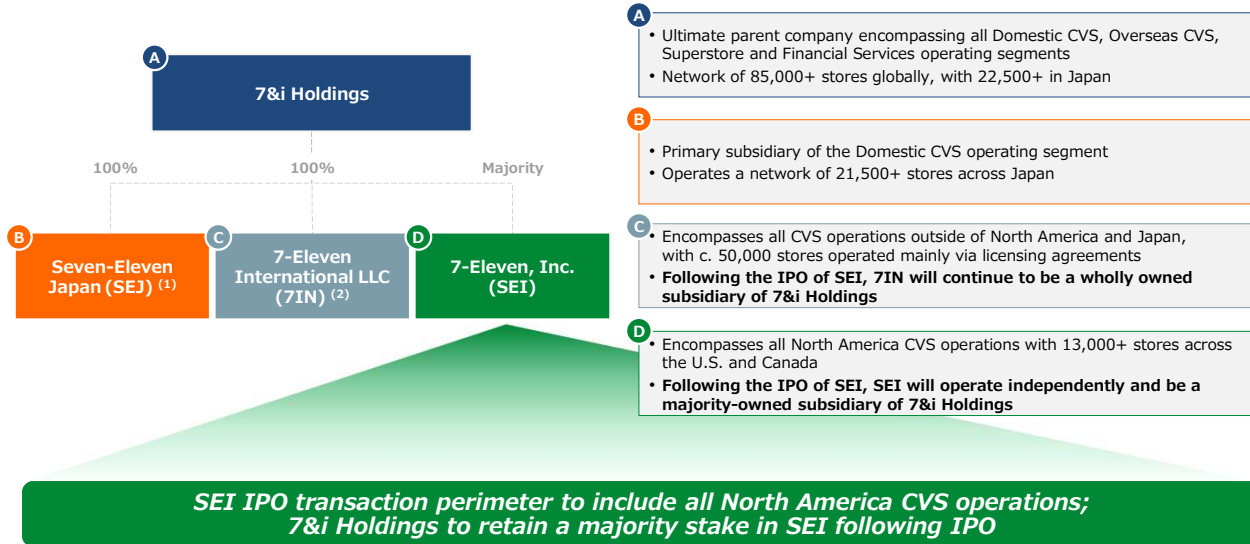 A
7&i Holdings
100%
100%
Majority
B
Seven-Eleven
Japan (SEJ) (1)
C
7-Eleven
International LLC
(7IN) (2)
D
7-Eleven, Inc.
(SEI)
A
• Ultimate parent company encompassing all Domestic CVS, Overseas CVS,
Superstore and Financial Services operating segments
• Network of 85,000+ stores globally, with 22,500+ in Japan
B
• Primary subsidiary of the Domestic CVS operating segment
• Operates a network of 21,500+ stores across Japan
C
• Encompasses all CVS operations outside of North America and Japan,
with c. 50,000 stores operated mainly via licensing agreements
• Following the IPO of SEI, 7IN will continue to be a wholly owned
subsidiary of 7&i Holdings
D
• Encompasses all North America CVS operations with 13,000+ stores across
the U.S. and Canada
• Following the IPO of SEI, SEI will operate independently and be a
majority-owned subsidiary of 7&i Holdings
SEI IPO transaction perimeter to include all North America CVS operations;
7&i Holdings to retain a majority stake in SEI following IPO